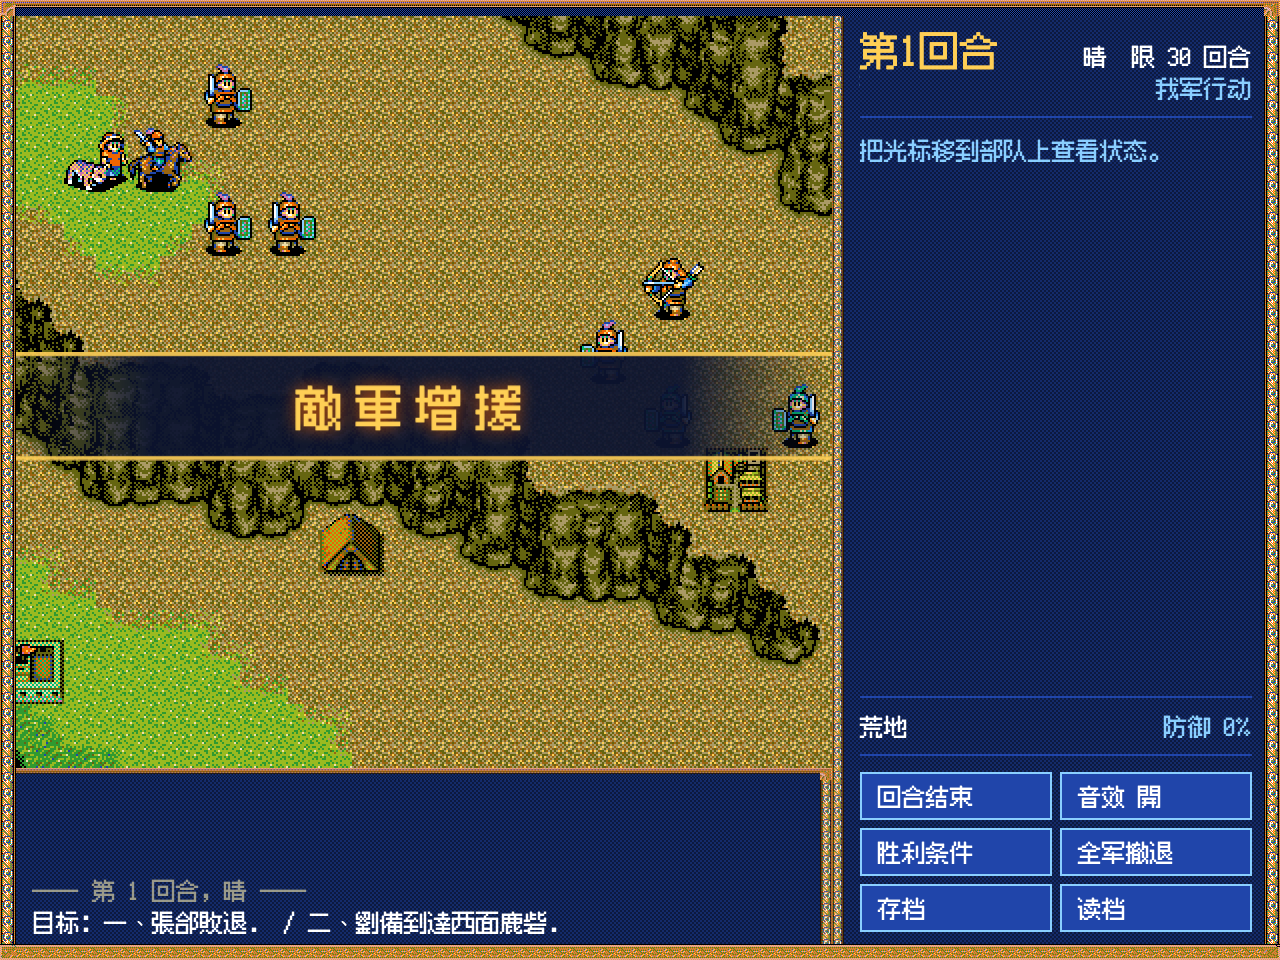 第1回合
晴 限 30 回合
我军行动
把光标移到部队上查看状态。
敵軍增援
荒地 防御 0%
回合结束 音效 開
胜利条件 全军撤退
存档 读档
—— 第 1 回合，晴 ——
目标：一、張郃敗退. / 二、劉備到達西面鹿砦.